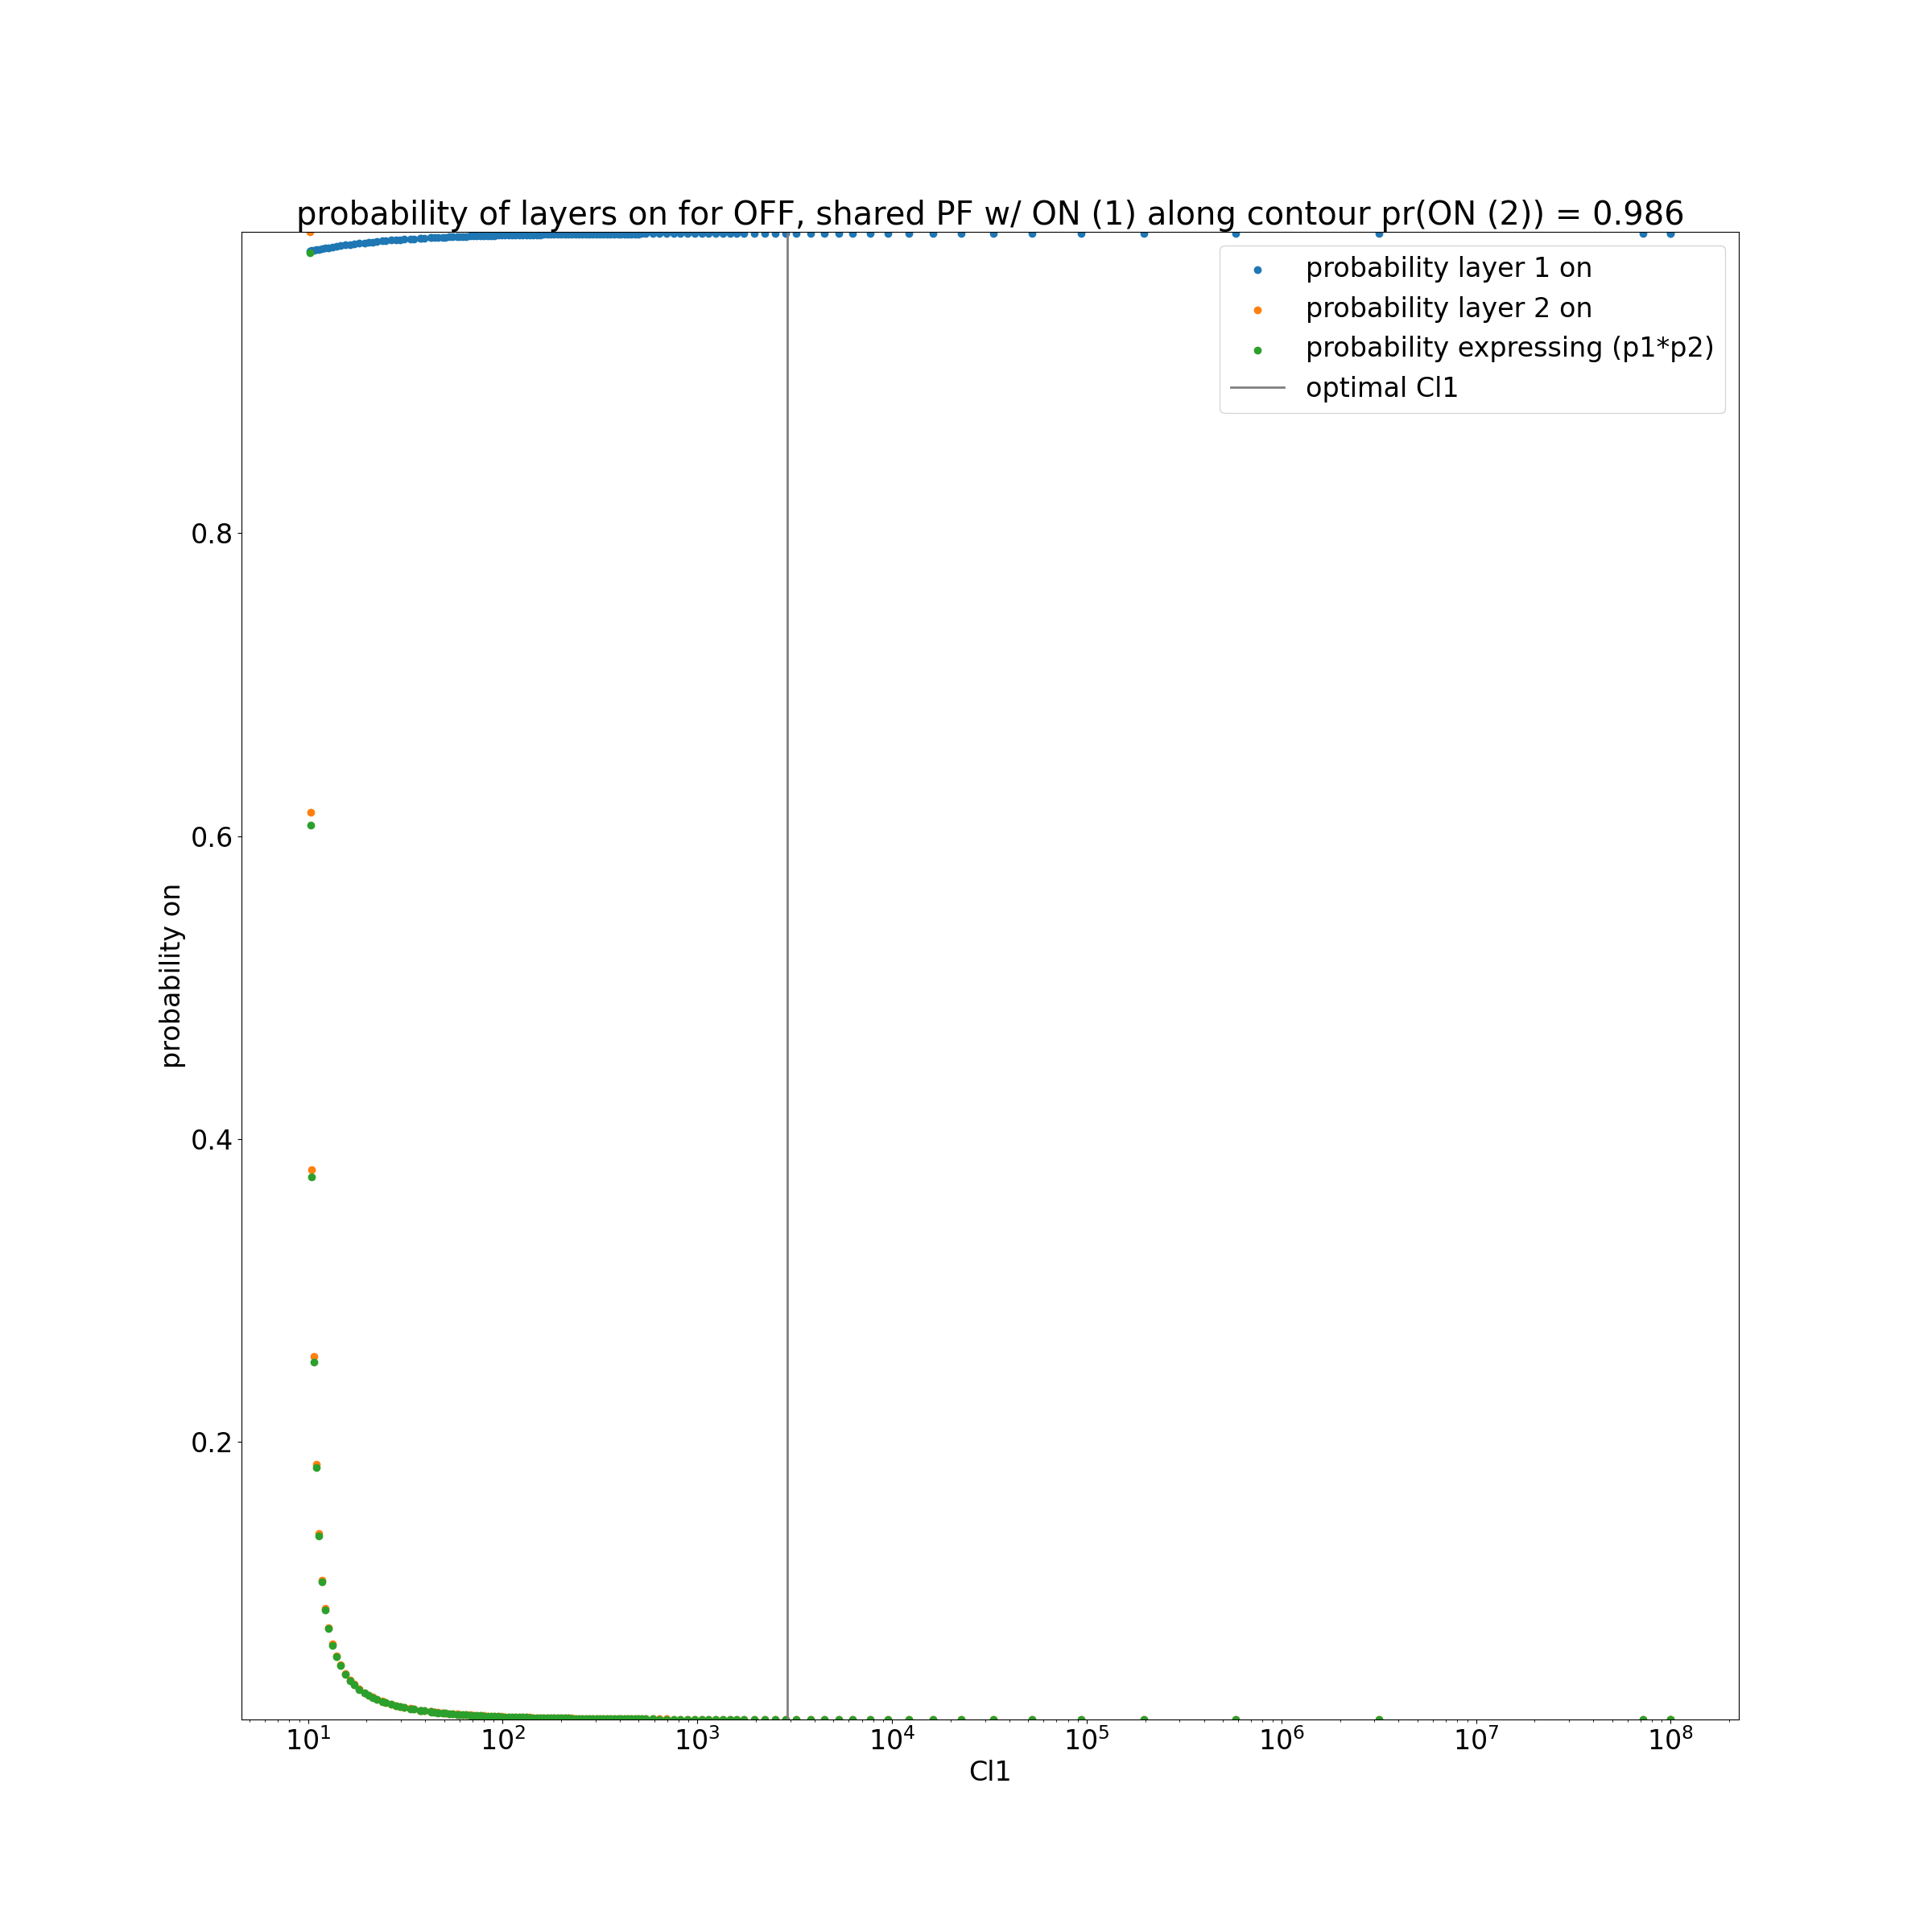 probability of layers on for OFF, shared PF w/ ON (1) along contour pr(ON (2)) = 0.986
probability layer 1 on
probability layer 2 on
probability expressing (p1*p2)
optimal Cl1
0.8
0.6
0.4
0.2
probability on
10¹ 10² 10³ 10⁴ 10⁵ 10⁶ 10⁷ 10⁸
Cl1